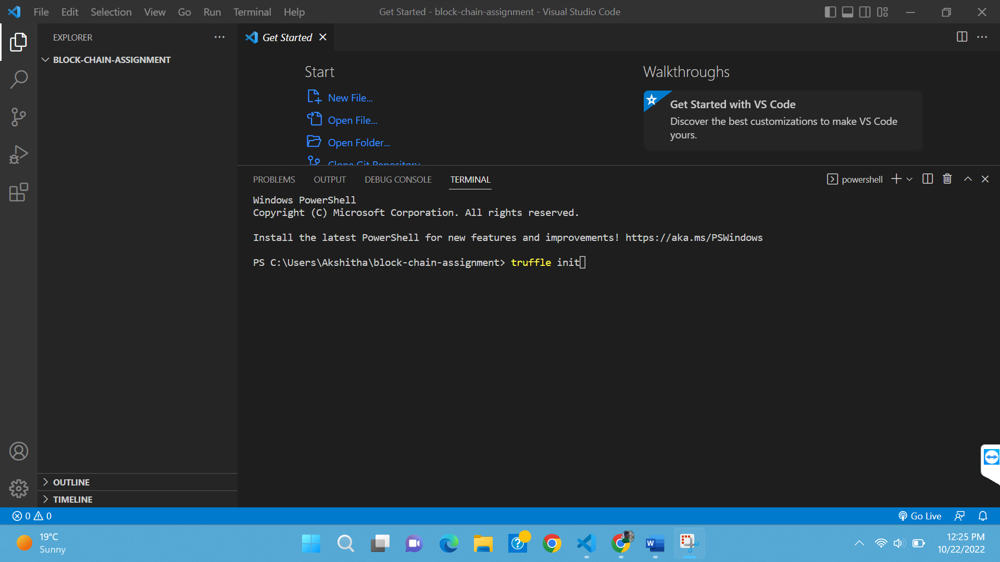 File Edit Selection View Go Run Terminal Help
Get Started - block-chain-assignment - Visual Studio Code
EXPLORER
BLOCK-CHAIN-ASSIGNMENT
Get Started
Start
New File...
Open File...
Open Folder...
Clone Git Repository...
Walkthroughs
Get Started with VS Code
Discover the best customizations to make VS Code
yours.
PROBLEMS OUTPUT DEBUG CONSOLE TERMINAL
powershell
Windows PowerShell
Copyright (C) Microsoft Corporation. All rights reserved.
Install the latest PowerShell for new features and improvements! https://aka.ms/PSWindows
PS C:\Users\Akshitha\block-chain-assignment> truffle init
OUTLINE
TIMELINE
0 0
Go Live
19°C
Sunny
12:25 PM
10/22/2022